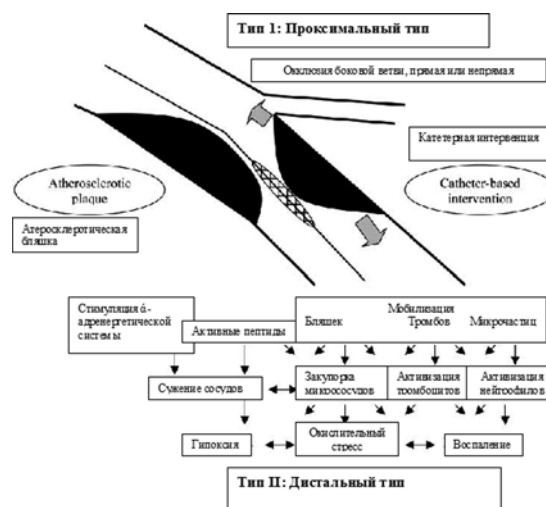 Тип 1: Проксимальный тип
Окклюзия боковой ветви, прямая или непрямая
Катетерная интервенция
Atherosclerotic
plaque
Catheter-based
intervention
Атеросклеротическая
бляшка
Стимуляция ά-
адренергетической
системы
Активные пептиды
Мобилизация
Бляшек
Тромбов
Микрочастиц
Сужение сосудов
Закупорка
микрососудов
Активизация
тромбоцитов
Активизация
нейтрофилов
Гипоксия
Окислительный
стресс
Воспаление
Тип II: Дистальный тип